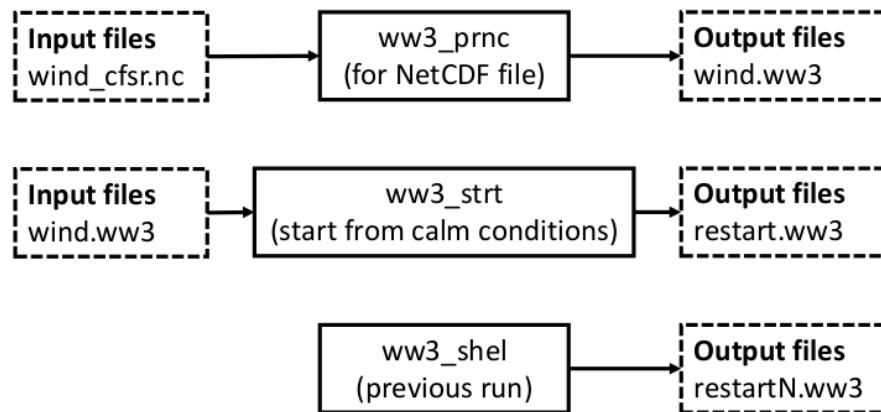 Input files
wind_cfsr.nc
ww3_prnc
(for NetCDF file)
Output files
wind.ww3
Input files
wind.ww3
ww3_strt
(start from calm conditions)
Output files
restart.ww3
ww3_shel
(previous run)
Output files
restartN.ww3